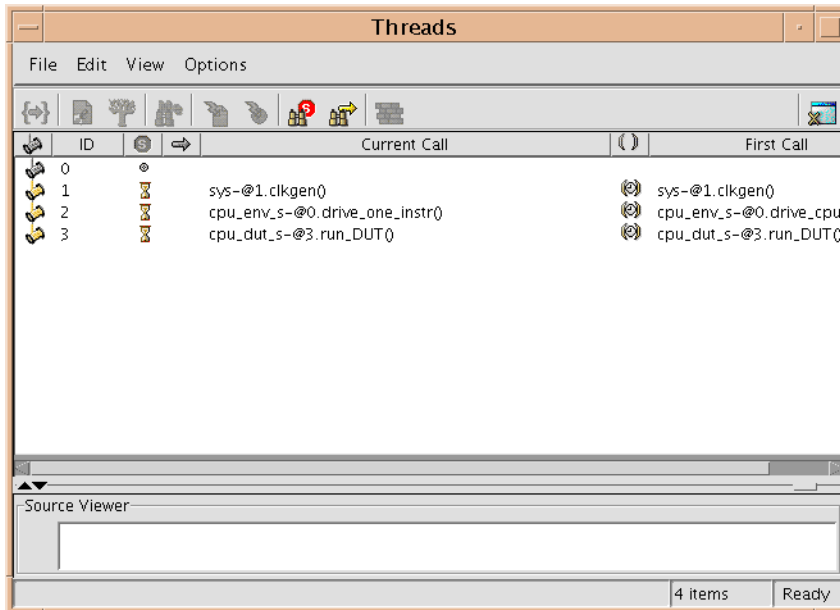 Threads
File Edit View Options
ID Current Call First Call
0
1 sys-@1.clkgen() sys-@1.clkgen()
2 cpu_env_s-@0.drive_one_instr() cpu_env_s-@0.drive_cpu
3 cpu_dut_s-@3.run_DUT() cpu_dut_s-@3.run_DUT()
Source Viewer
4 items Ready